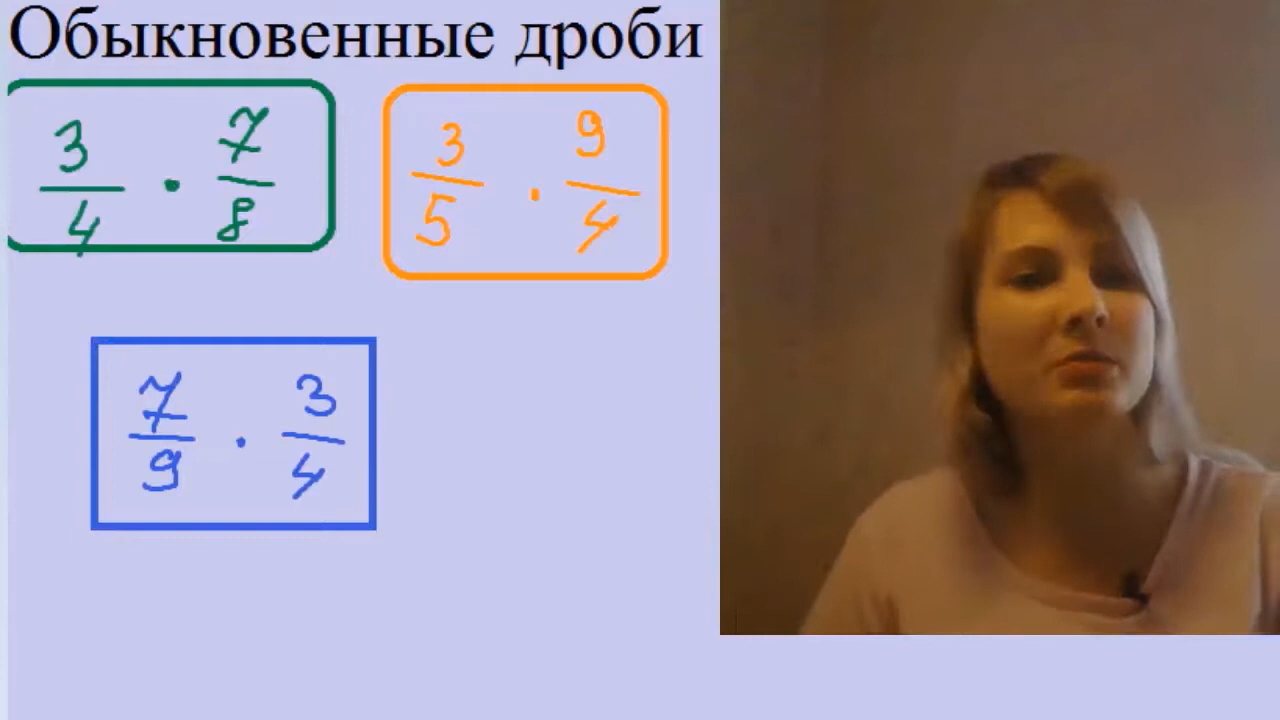 Обыкновенные дроби
3/4 · 7/8
3/5 · 9/4
7/9 · 3/4